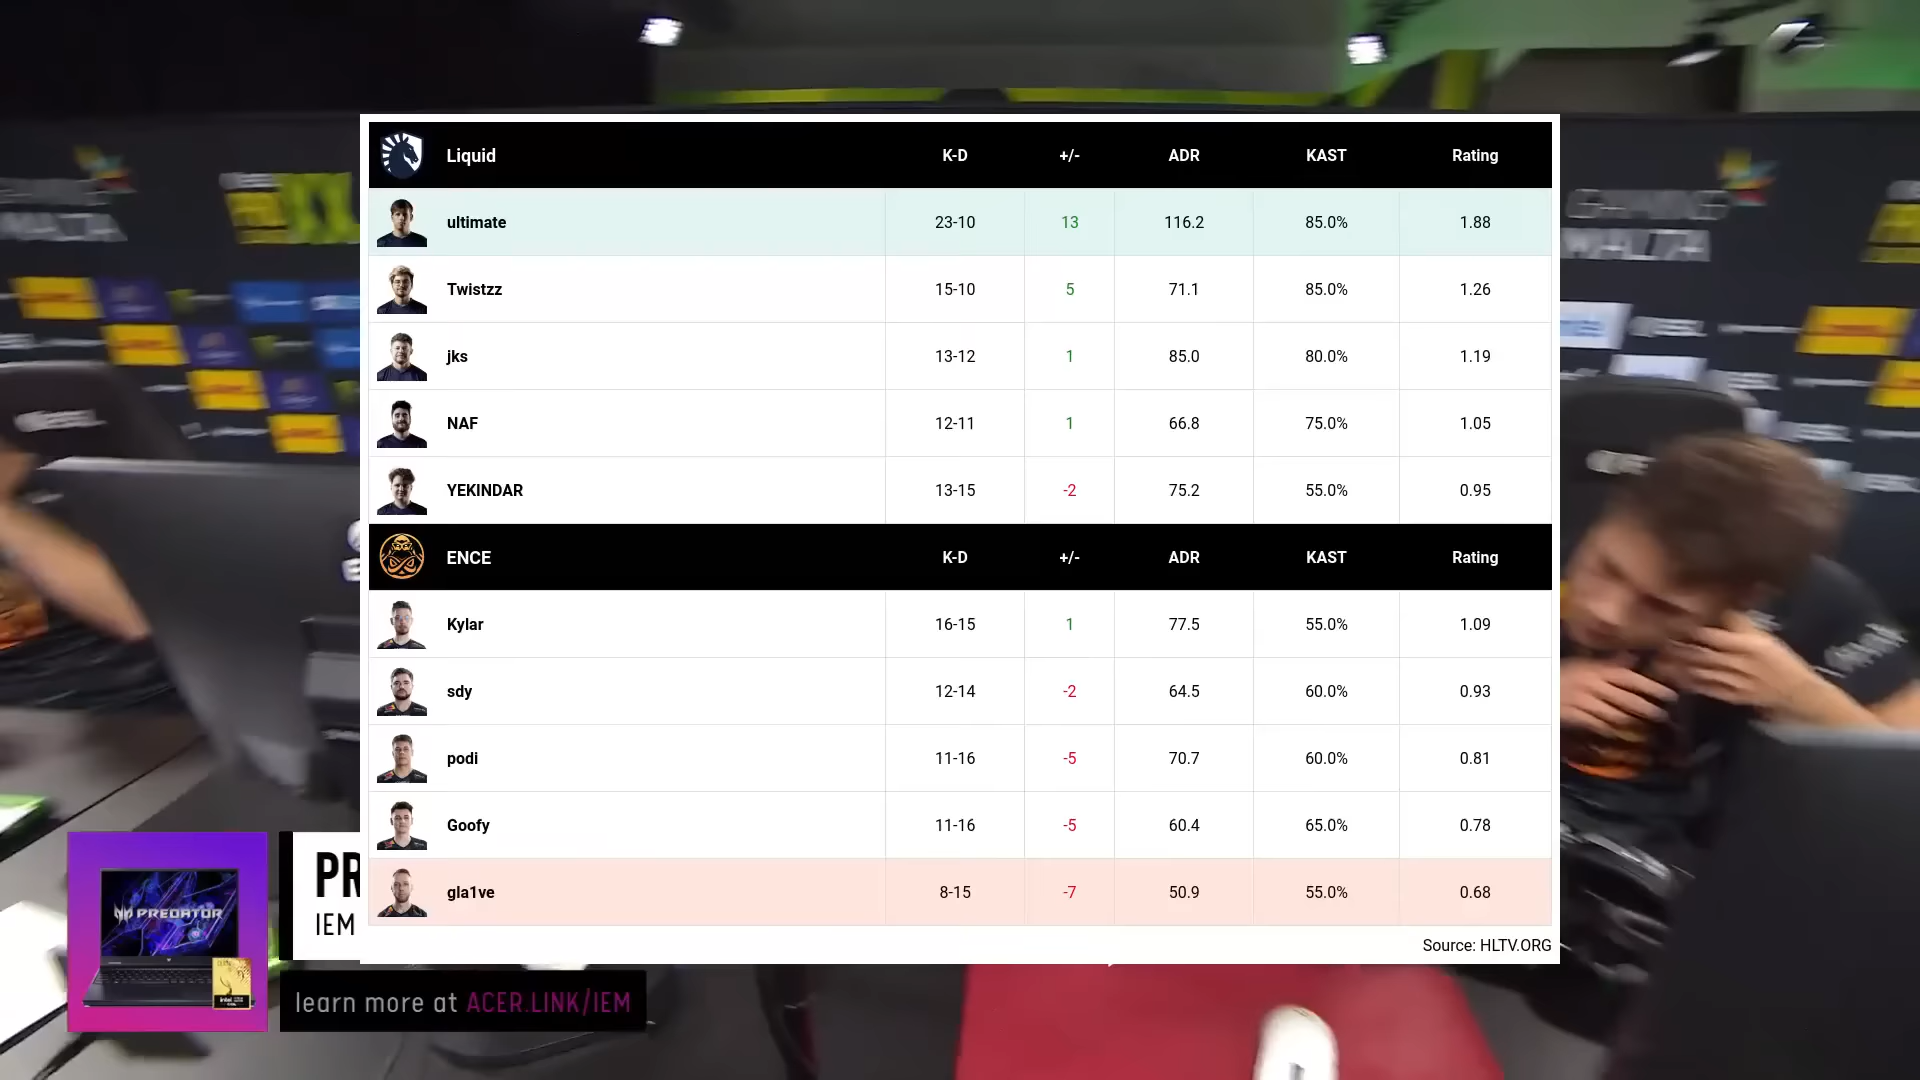 Liquid K-D +/- ADR KAST Rating
ultimate 23-10 13 116.2 85.0% 1.88
Twistzz 15-10 5 71.1 85.0% 1.26
jks 13-12 1 85.0 80.0% 1.19
NAF 12-11 1 66.8 75.0% 1.05
YEKINDAR 13-15 -2 75.2 55.0% 0.95
ENCE K-D +/- ADR KAST Rating
Kylar 16-15 1 77.5 55.0% 1.09
sdy 12-14 -2 64.5 60.0% 0.93
podi 11-16 -5 70.7 60.0% 0.81
Goofy 11-16 -5 60.4 65.0% 0.78
gla1ve 8-15 -7 50.9 55.0% 0.68
Source: HLTV.ORG
PREDATOR
intel
PR
IEM
learn more at ACER.LINK/IEM
GAMING
MALTA
ESL